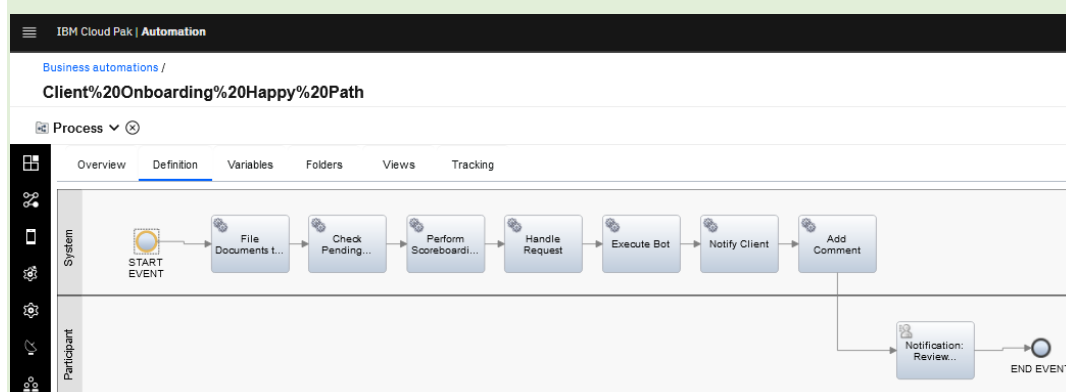 IBM Cloud Pak | Automation
Business automations /
Client%20Onboarding%20Happy%20Path
Process
Overview Definition Variables Folders Views Tracking
System
START
EVENT
File
Documents t...
Check
Pending...
Perform
Scoreboardi...
Handle
Request
Execute Bot
Notify Client
Add
Comment
Participant
Notification:
Review...
END EVENT